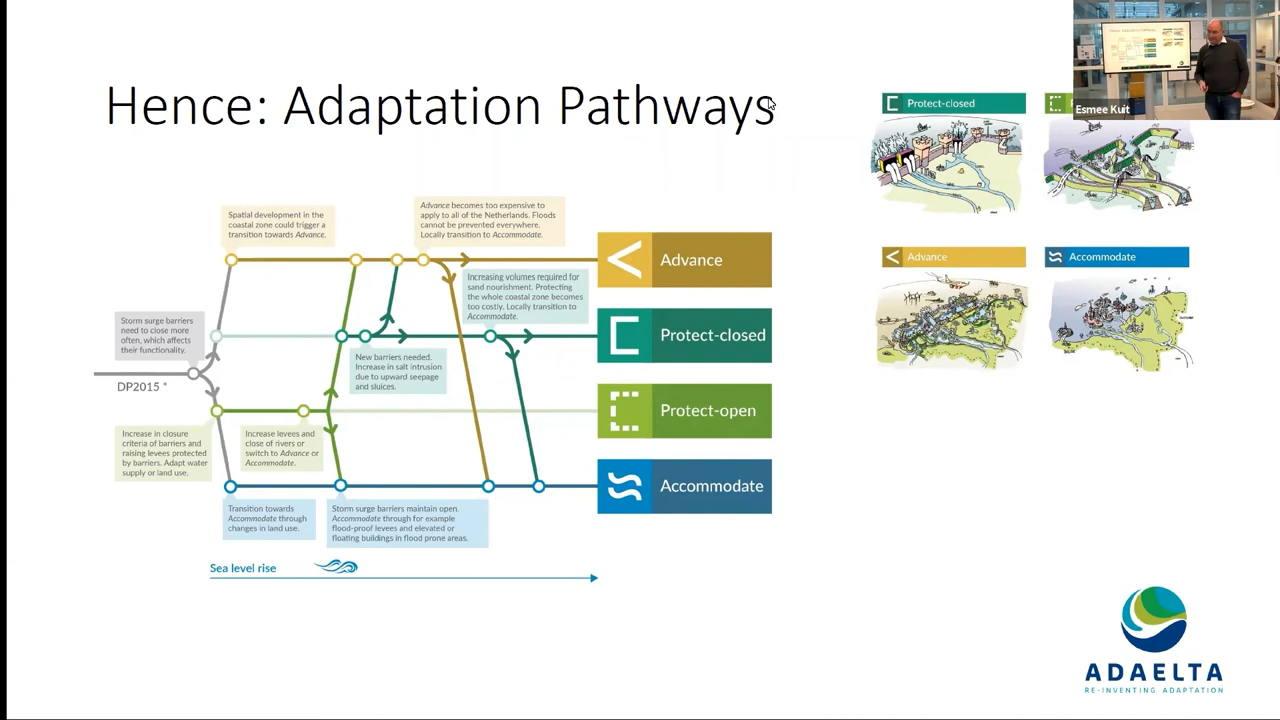 Hence: Adaptation Pathways
Esmee Kuit
Protect-closed
Advance
Accommodate
Spatial development in the
coastal zone could trigger a
transition towards Advance.
Advance becomes too expensive to
apply to all of the Netherlands. Floods
cannot be prevented everywhere.
Locally transition to Accommodate.
Increasing volumes required for
sand nourishment. Protecting
the whole coastal zone becomes
too costly. Locally transition to
Accommodate.
Storm surge barriers
need to close more
often, which affects
their functionality.
DP2015 *
New barriers needed.
Increase in salt intrusion
due to upward seepage
and sluices.
Increase in closure
criteria of barriers and
raising levees protected
by barriers. Adapt water
supply or land use.
Increase levees and
close of rivers or
switch to Advance or
Accommodate.
Transition towards
Accommodate through
changes in land use.
Storm surge barriers maintain open.
Accommodate through for example
flood-proof levees and elevated or
floating buildings in flood prone areas.
Advance
Protect-closed
Protect-open
Accommodate
Sea level rise
ADAELTA
RE-INVENTING ADAPTATION